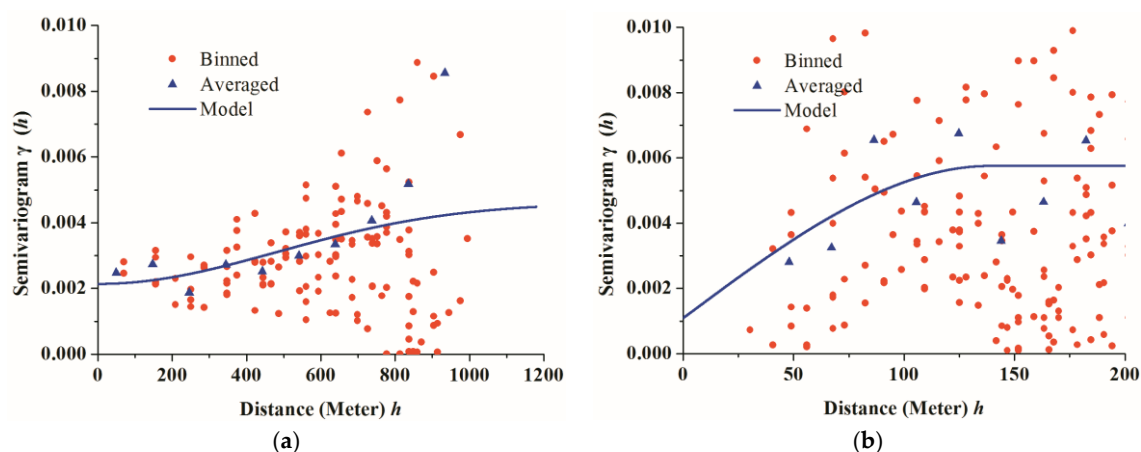 0.010
0.008
0.006
0.004
0.002
0.000
Semivariogram γ (h)
Binned
Averaged
Model
0 200 400 600 800 1000 1200
Distance (Meter) h
(a)
0.010
0.008
0.006
0.004
0.002
0.000
Semivariogram γ (h)
Binned
Averaged
Model
0 50 100 150 200
Distance (Meter) h
(b)